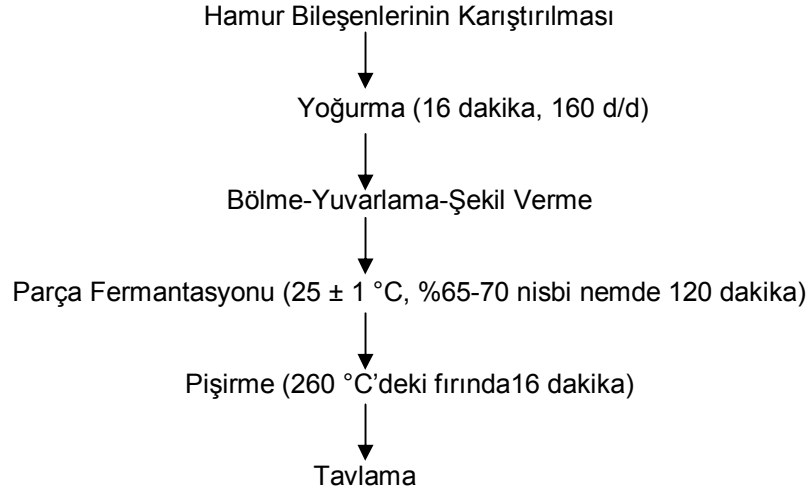 Hamur Bileşenlerinin Karıştırılması
Yoğurma (16 dakika, 160 d/d)
Bölme-Yuvarlama-Şekil Verme
Parça Fermantasyonu (25 ± 1 °C, %65-70 nisbi nemde 120 dakika)
Pişirme (260 °C’deki fırında16 dakika)
Tavlama